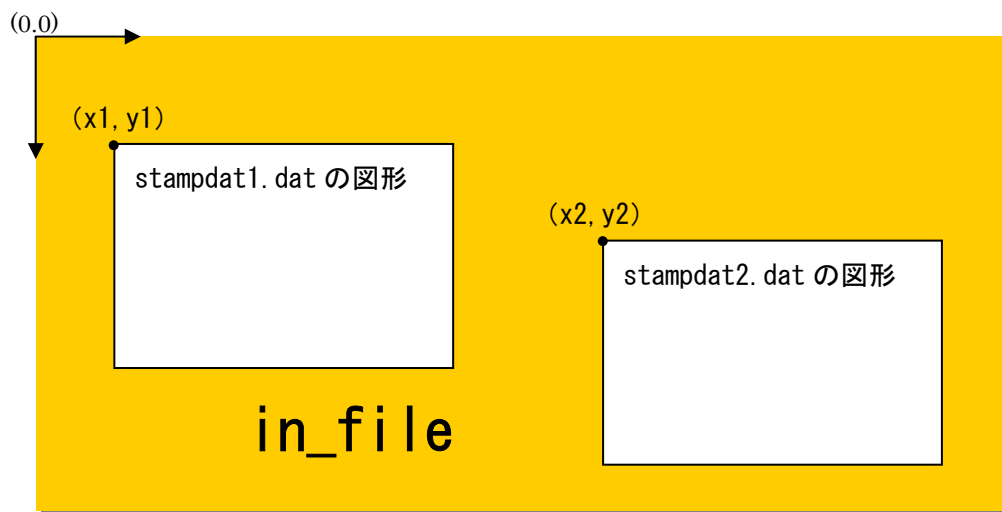 (0.0)
(x1, y1)
stampdat1.dat の図形
(x2, y2)
stampdat2.dat の図形
in_file